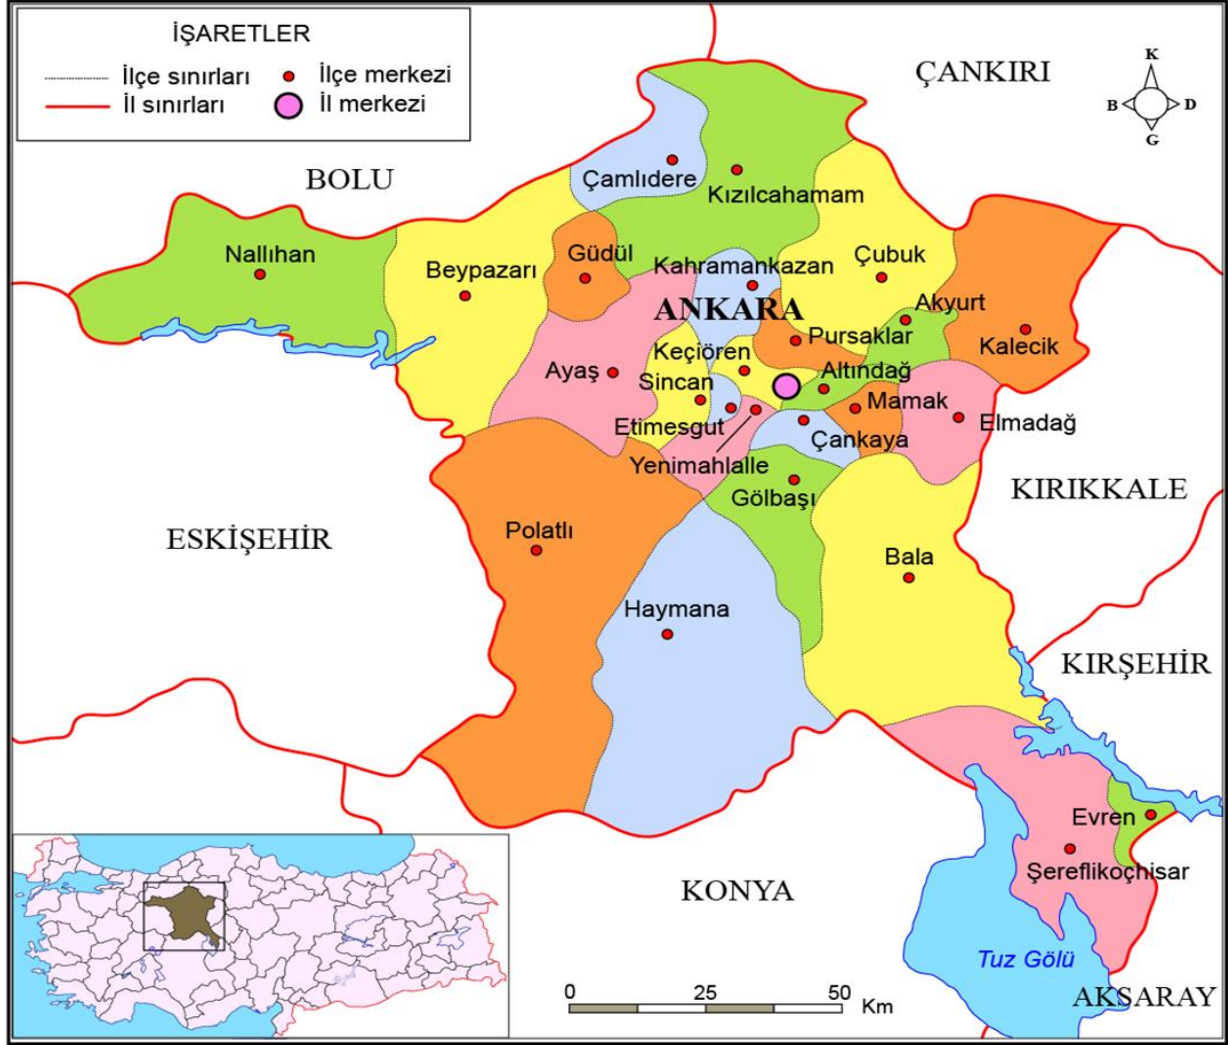 İŞARETLER
İlçe sınırları
İlçe merkezi
İl sınırları
İl merkezi
ÇANKIRI
K
B
D
G
BOLU
Çamlıdere
Kızılcahamam
Nallıhan
Beypazarı
Güdül
Kahramankazan
Çubuk
ANKARA
Akyurt
Pursaklar
Kalecik
Keçiören
Ayaş
Sincan
Altındağ
Mamak
Elmadağ
Etimesgut
Çankaya
Yenimahlalle
Gölbaşı
KIRIKKALE
ESKİŞEHİR
Polatlı
Bala
Haymana
KIRŞEHİR
Evren
Şereflikoçhisar
KONYA
Tuz Gölü
AKSARAY
0 25 50 Km